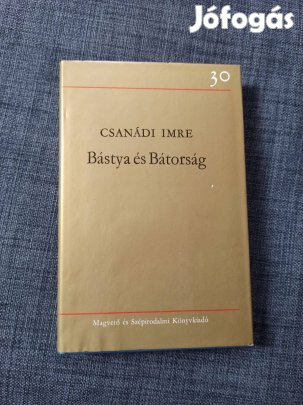 Jófogás
30
CSANÁDI IMRE
Bástya és Bátorság
Magvető és Szépirodalmi Könyvkiadó